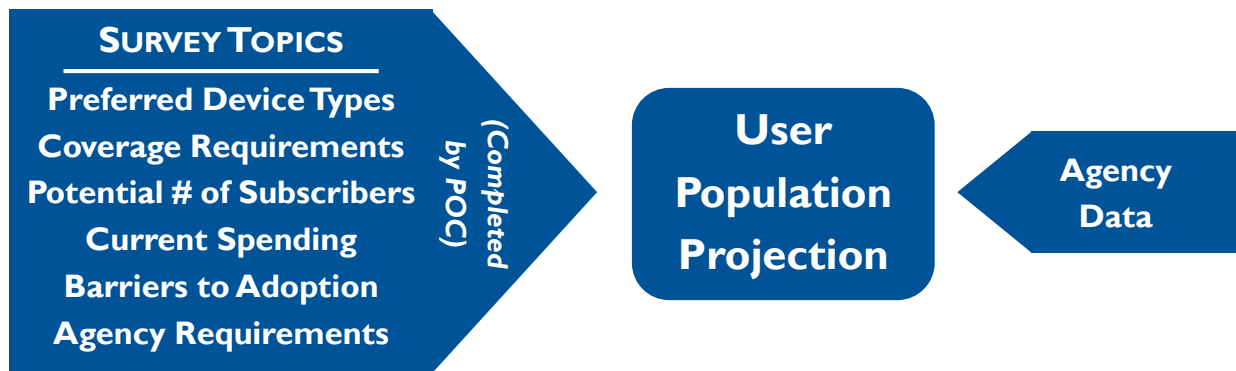 SURVEY TOPICS
Preferred Device Types
Coverage Requirements
Potential # of Subscribers
Current Spending
Barriers to Adoption
Agency Requirements
(Completed
by POC)
User
Population
Projection
Agency
Data